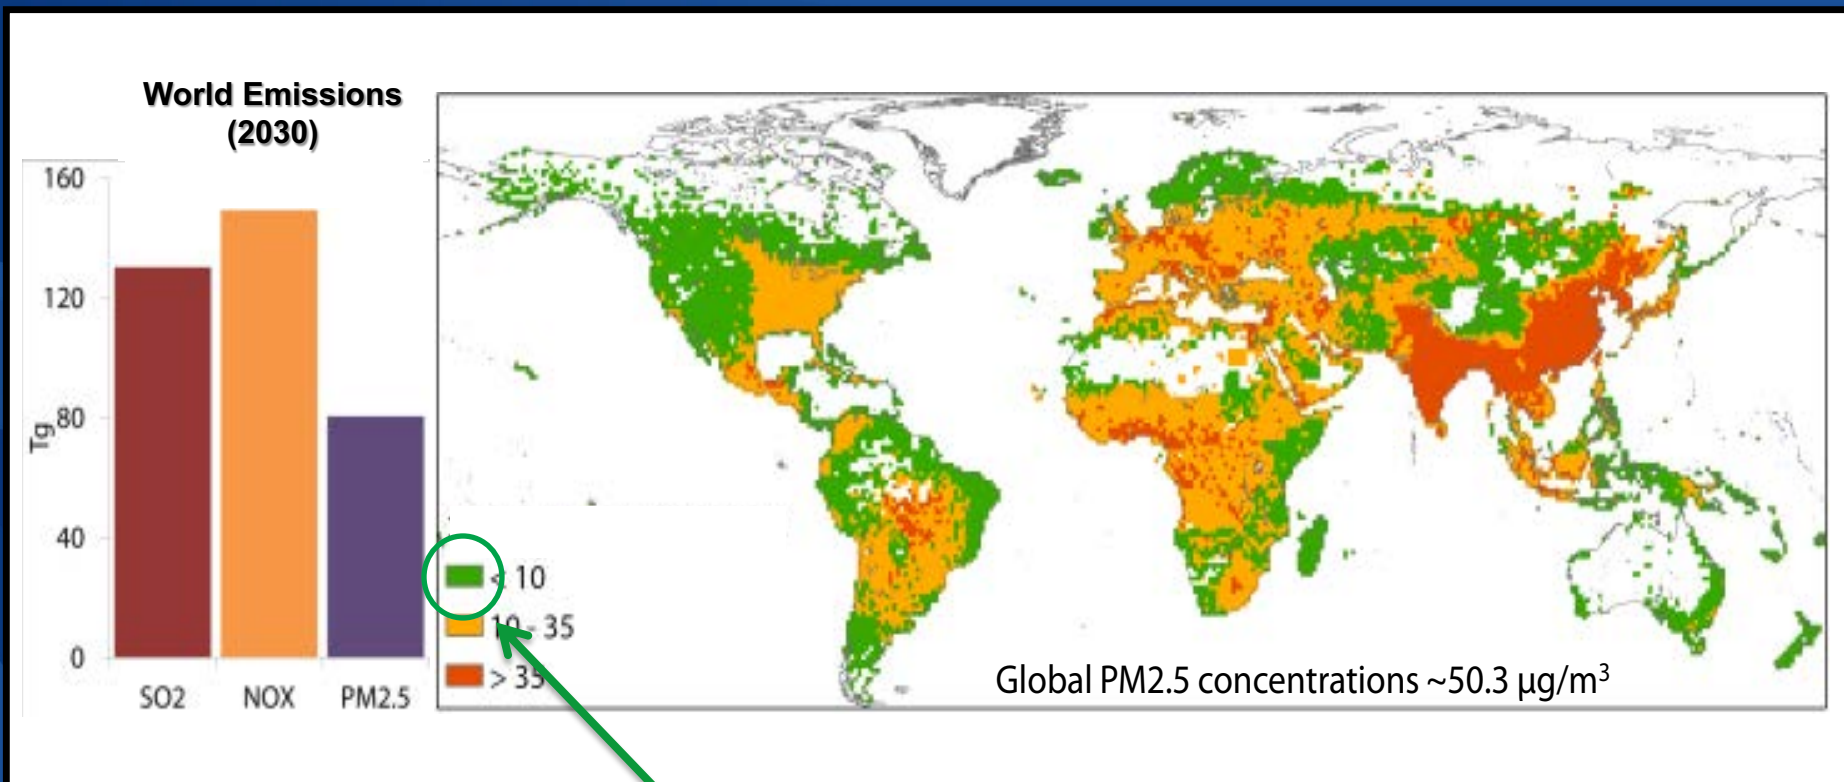 World Emissions
(2030)
160
120
80
40
0
Tg
SO2 NOX PM2.5
< 10
10 - 35
> 35
Global PM2.5 concentrations ~50.3 µg/m³